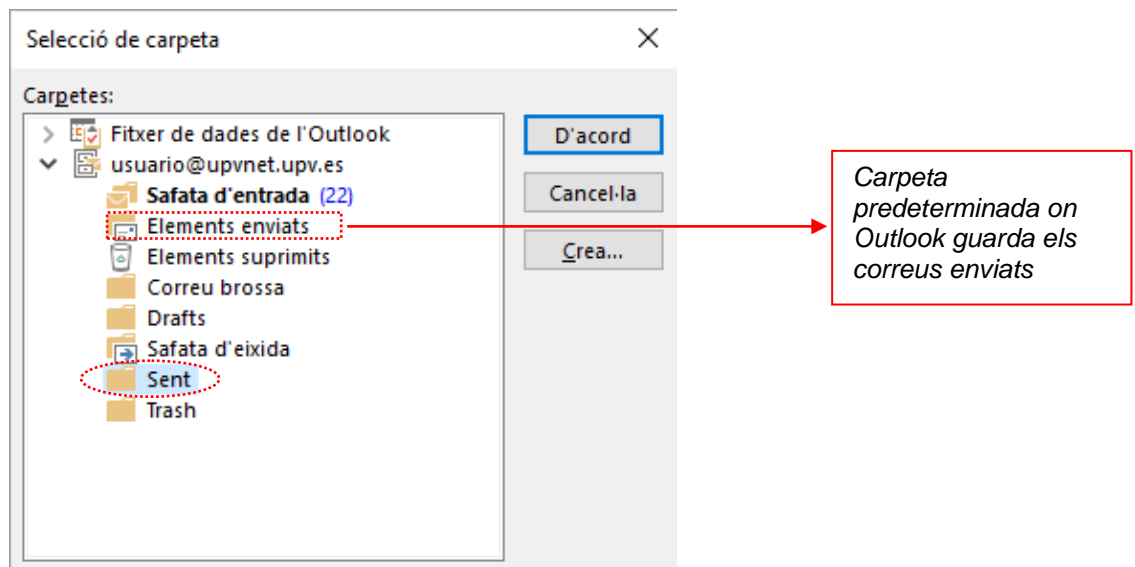 Selecció de carpeta
Carpetes:
Fitxer de dades de l'Outlook
usuario@upvnet.upv.es
Safata d'entrada (22)
Elements enviats
Elements suprimits
Correu brossa
Drafts
Safata d'eixida
Sent
Trash
D'acord
Cancel·la
Crea...
Carpeta
predeterminada on
Outlook guarda els
correus enviats